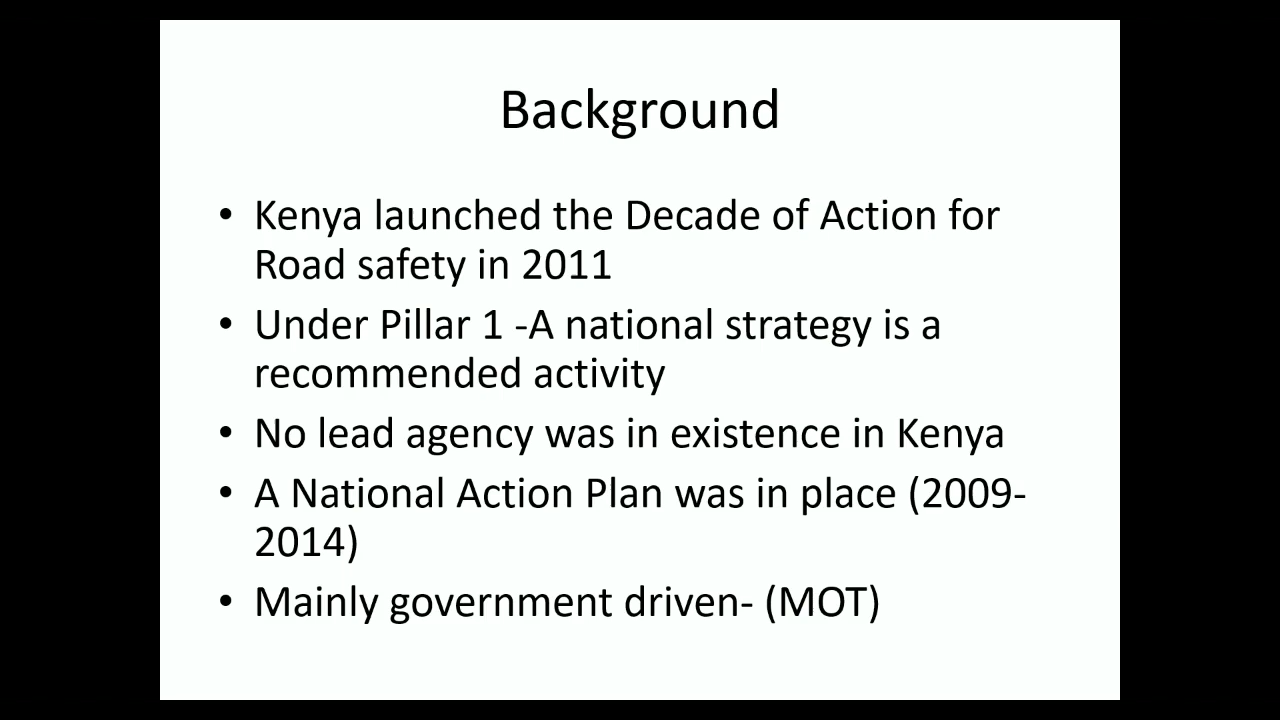 Background
• Kenya launched the Decade of Action for
Road safety in 2011
• Under Pillar 1 -A national strategy is a
recommended activity
• No lead agency was in existence in Kenya
• A National Action Plan was in place (2009-
2014)
• Mainly government driven- (MOT)